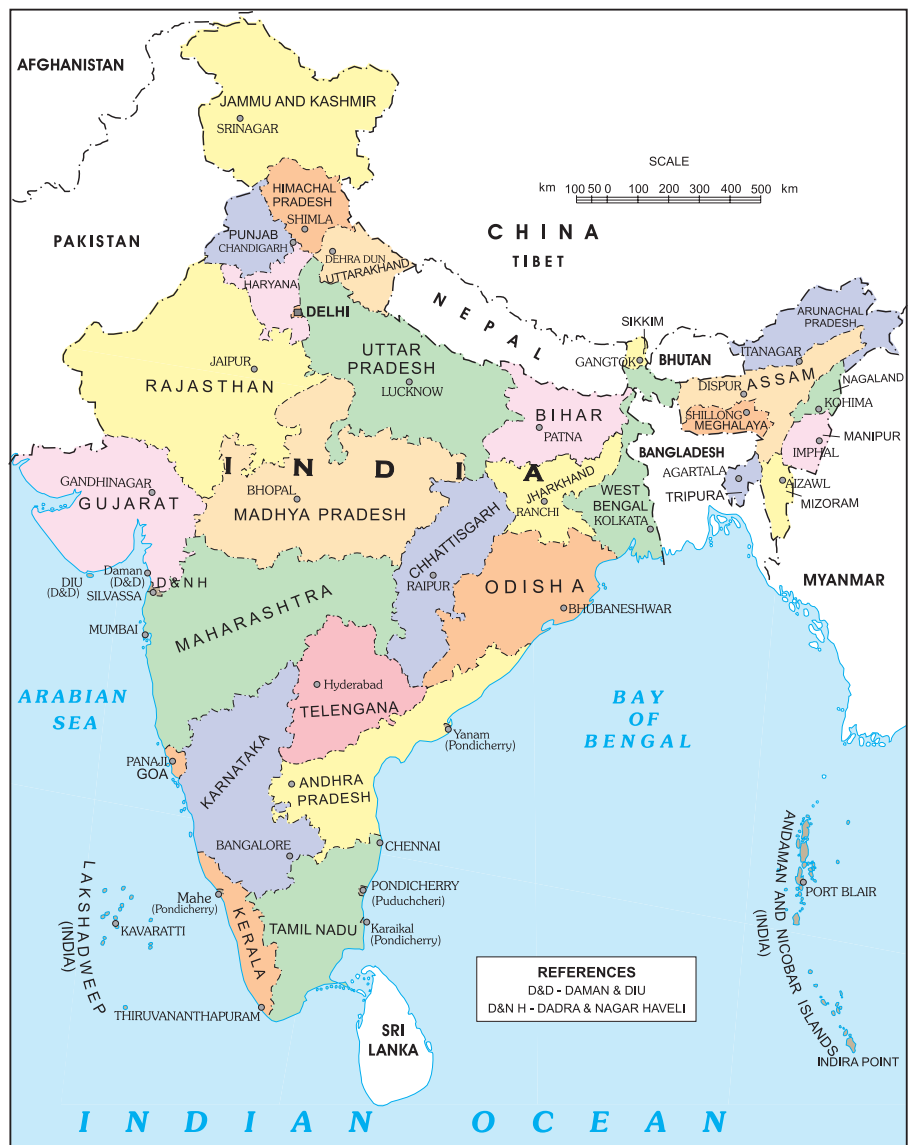 AFGHANISTAN
JAMMU AND KASHMIR
SRINAGAR
SCALE
km 100 50 0 100 200 300 400 500 km
HIMACHAL
PRADESH
SHIMLA
PUNJAB
CHANDIGARH
PAKISTAN
CHINA
TIBET
DEHRA DUN
UTTARAKHAND
HARYANA
DELHI
NEPAL
ARUNACHAL
PRADESH
SIKKIM
UTTAR
PRADESH
LUCKNOW
JAIPUR
RAJASTHAN
GANGTOK
BHUTAN
ITANAGAR
DISPUR
ASSAM
NAGALAND
KOHIMA
SHILLONG
MEGHALAYA
BIHAR
PATNA
MANIPUR
IMPHAL
BANGLADESH
INDIA
AGARTALA
TRIPURA
AIZAWL
MIZORAM
GANDHINAGAR
GUJARAT
BHOPAL
MADHYA PRADESH
JHARKHAND
RANCHI
WEST
BENGAL
KOLKATA
CHHATTISGARH
RAIPUR
ODISHA
BHUBANESHWAR
MYANMAR
Daman
(D&D)
D&NH
DIU
(D&D)
SILVASSA
MUMBAI
MAHARASHTRA
Hyderabad
TELENGANA
ARABIAN
SEA
BAY
OF
BENGAL
Yanam
(Pondicherry)
PANAJI
GOA
KARNATAKA
ANDHRA
PRADESH
BANGALORE
CHENNAI
Mahe
(Pondicherry)
PONDICHERRY
(Puduchcheri)
KERALA
TAMIL NADU
Karaikal
(Pondicherry)
LAKSHADWEEP
(INDIA)
KAVARATTI
ANDAMAN AND NICOBAR ISLANDS
(INDIA)
PORT BLAIR
THIRUVANANTHAPURAM
REFERENCES
D&D - DAMAN & DIU
D&N H - DADRA & NAGAR HAVELI
SRI
LANKA
INDIRA POINT
INDIAN OCEAN